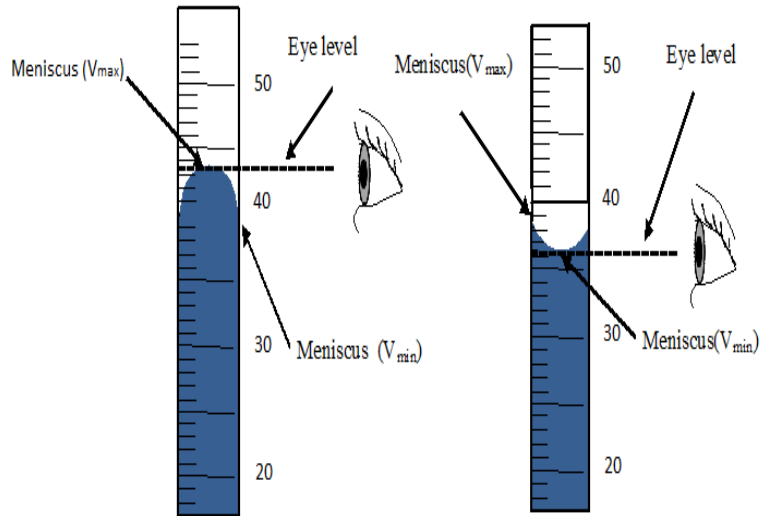 Meniscus (Vmax)
Eye level
50
40
30
20
Meniscus (Vmin)
Meniscus(Vmax)
Eye level
50
40
30
20
Meniscus(Vmin)